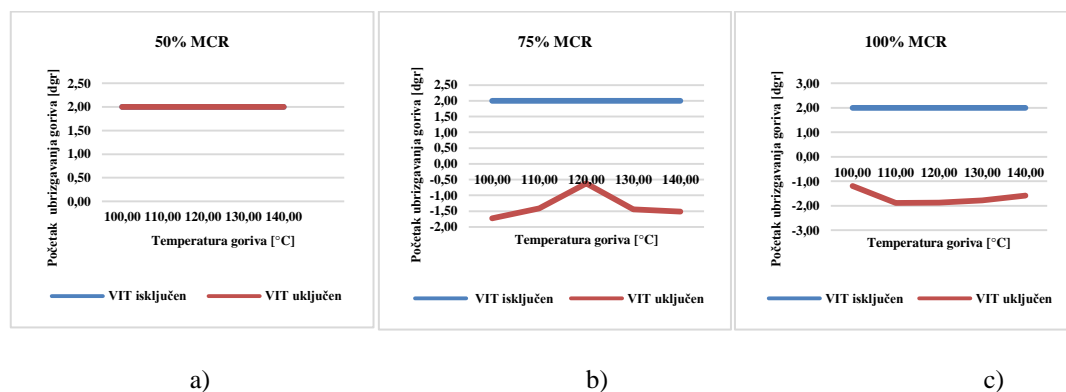 50% MCR
Početak ubrizgavanja goriva [dgr]
2,50
2,00
1,50
1,00
0,50
0,00
100,00 110,00 120,00 130,00 140,00
Temperatura goriva [°C]
VIT isključen VIT uključen
75% MCR
Početak ubrizgavanja goriva [dgr]
2,50
2,00
1,50
1,00
0,50
0,00
-0,50
-1,00
-1,50
-2,00
100,00 110,00 120,00 130,00 140,00
Temperatura goriva [°C]
VIT isključen VIT uključen
100% MCR
Početak ubrizgavanja goriva [dgr]
3,00
2,00
1,00
0,00
-1,00
-2,00
-3,00
100,00 110,00 120,00 130,00 140,00
Temperatura goriva [°C]
VIT isključen VIT uključen
a) b) c)